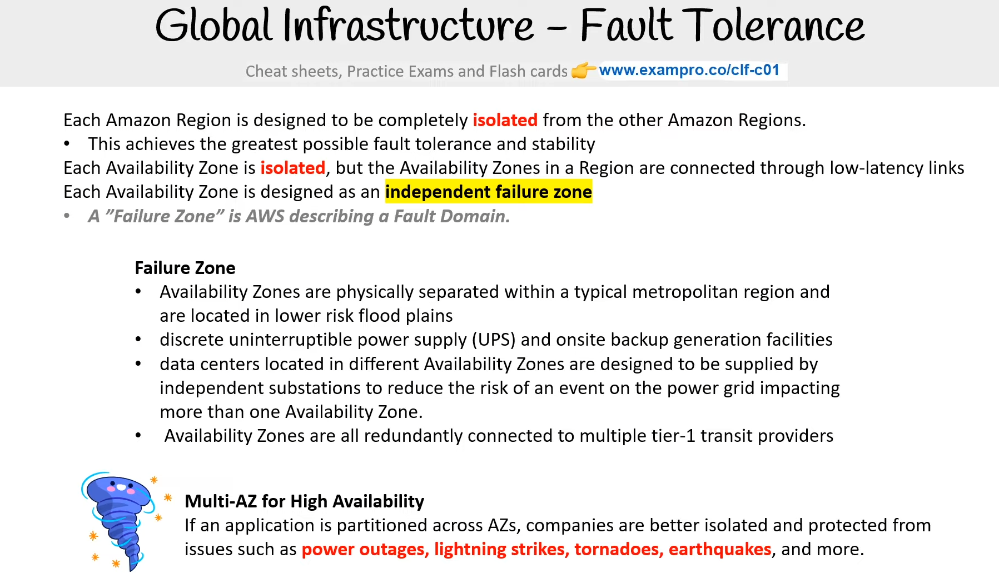 Global Infrastructure – Fault Tolerance
Cheat sheets, Practice Exams and Flash cards 👉 www.exampro.co/clf-c01
Each Amazon Region is designed to be completely isolated from the other Amazon Regions.
• This achieves the greatest possible fault tolerance and stability
Each Availability Zone is isolated, but the Availability Zones in a Region are connected through low-latency links
Each Availability Zone is designed as an independent failure zone
• A ”Failure Zone” is AWS describing a Fault Domain.
Failure Zone
• Availability Zones are physically separated within a typical metropolitan region and
are located in lower risk flood plains
• discrete uninterruptible power supply (UPS) and onsite backup generation facilities
• data centers located in different Availability Zones are designed to be supplied by
independent substations to reduce the risk of an event on the power grid impacting
more than one Availability Zone.
• Availability Zones are all redundantly connected to multiple tier-1 transit providers
Multi-AZ for High Availability
If an application is partitioned across AZs, companies are better isolated and protected from
issues such as power outages, lightning strikes, tornadoes, earthquakes, and more.